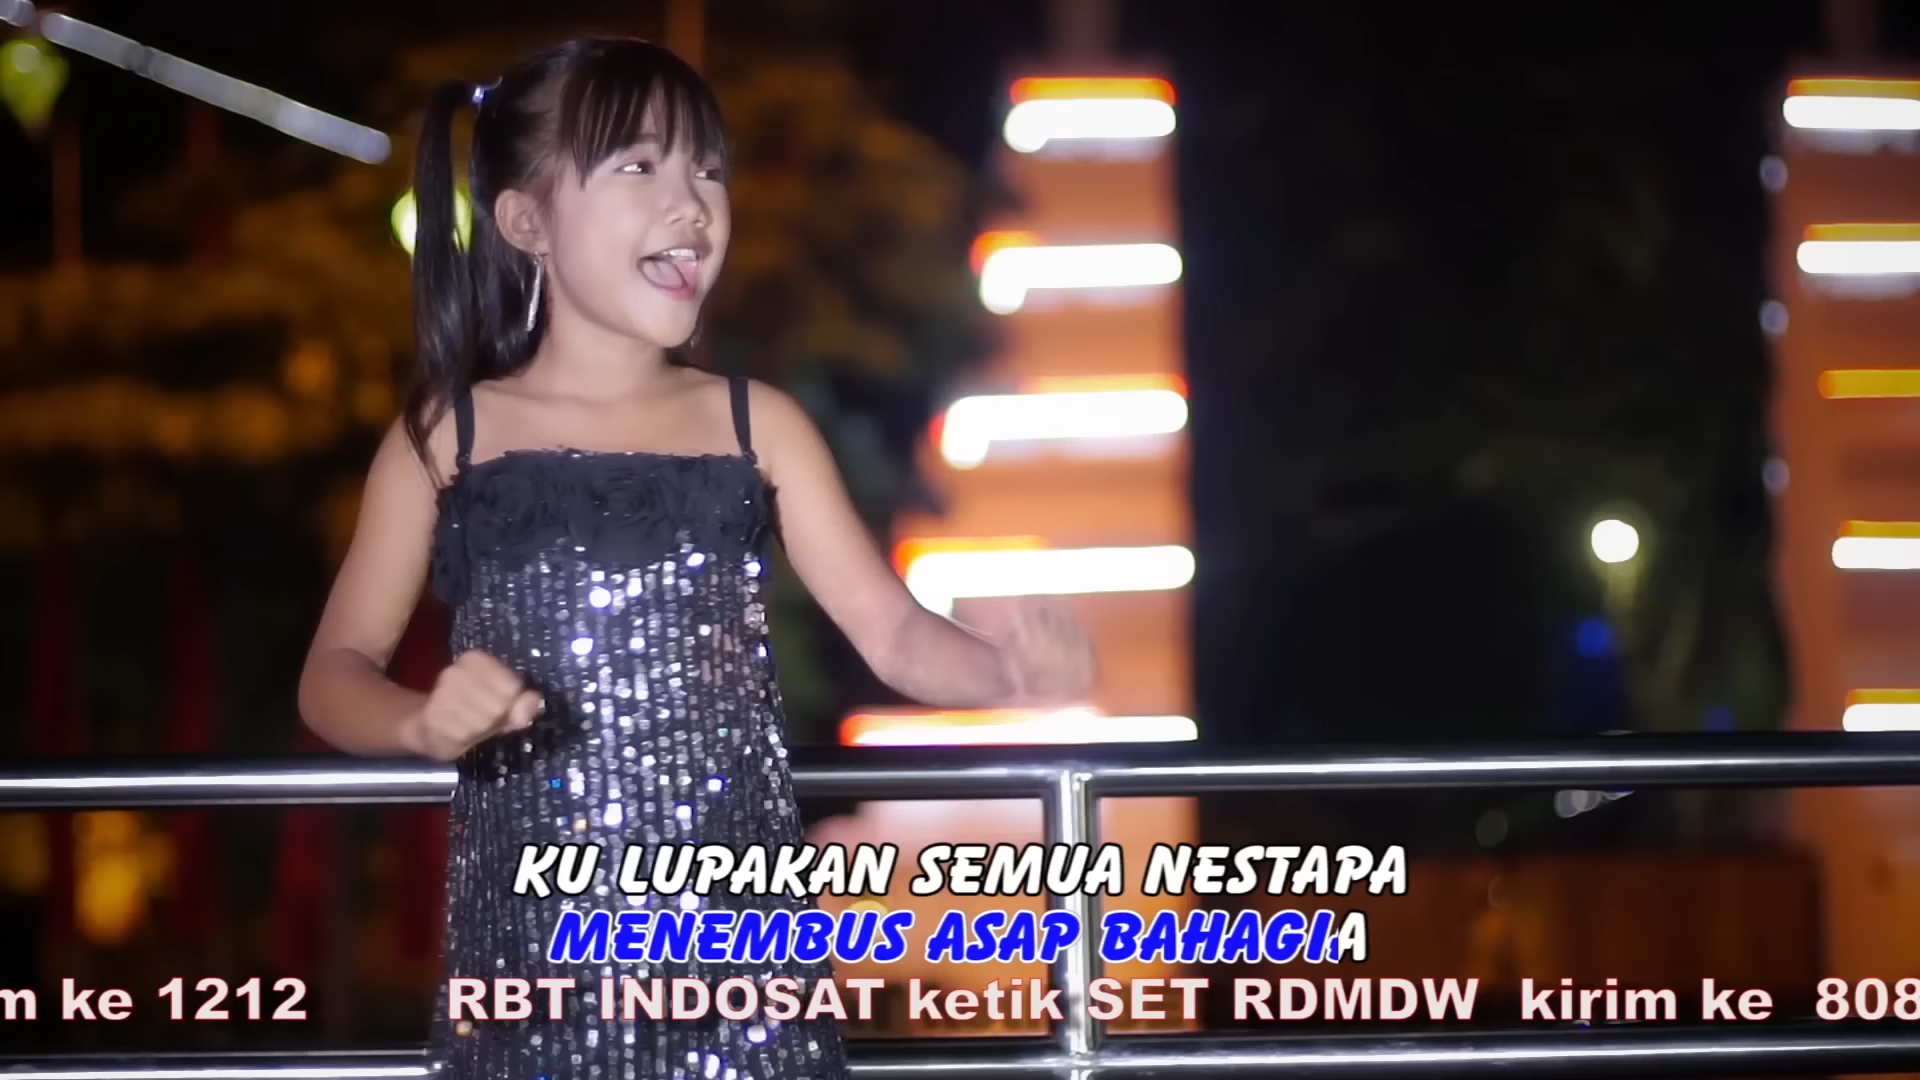 KU LUPAKAN SEMUA NESTAPA
MENEMBUS ASAP BAHAGIA
m ke 1212 RBT INDOSAT ketik SET RDMDW kirim ke 808